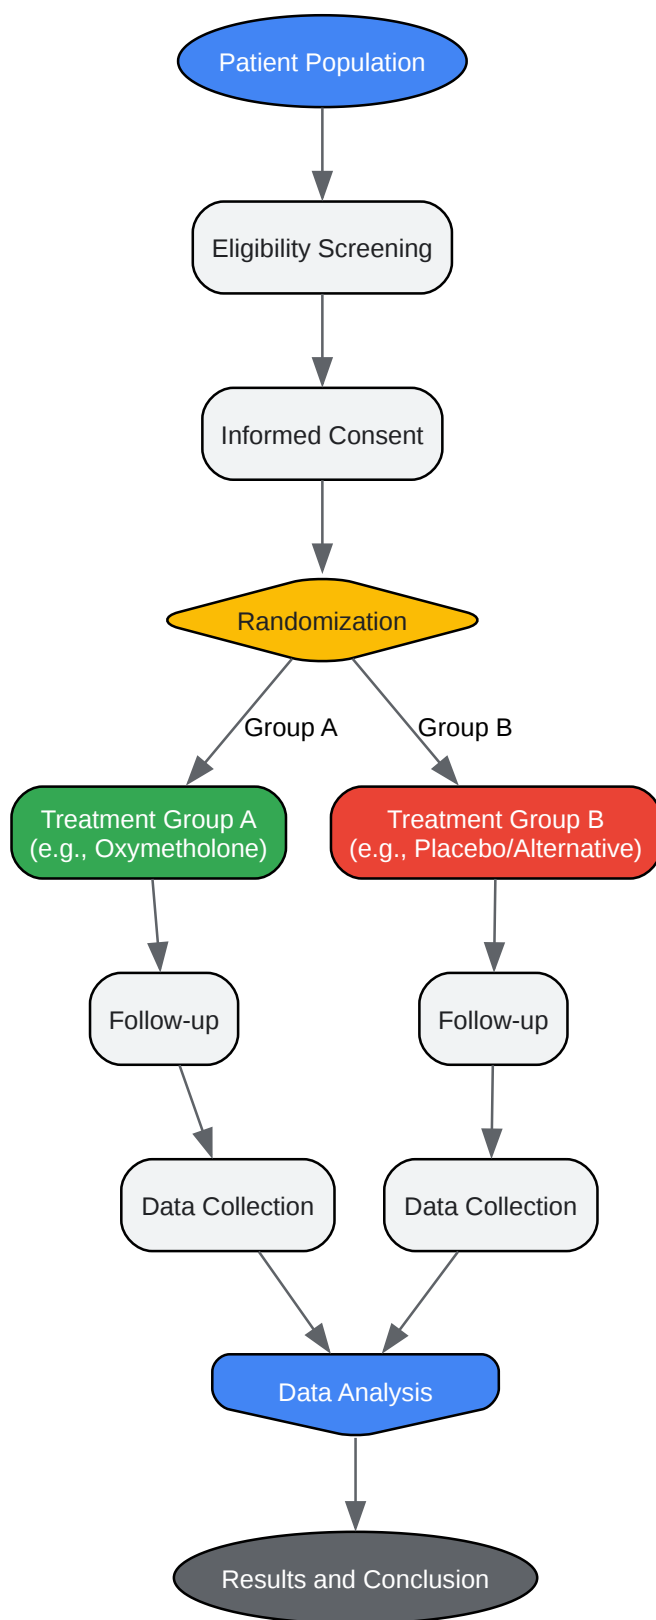 Patient Population
Eligibility Screening
Informed Consent
Randomization
Group A
Group B
Treatment Group A
(e.g., Oxymetholone)
Treatment Group B
(e.g., Placebo/Alternative)
Follow-up
Follow-up
Data Collection
Data Collection
Data Analysis
Results and Conclusion